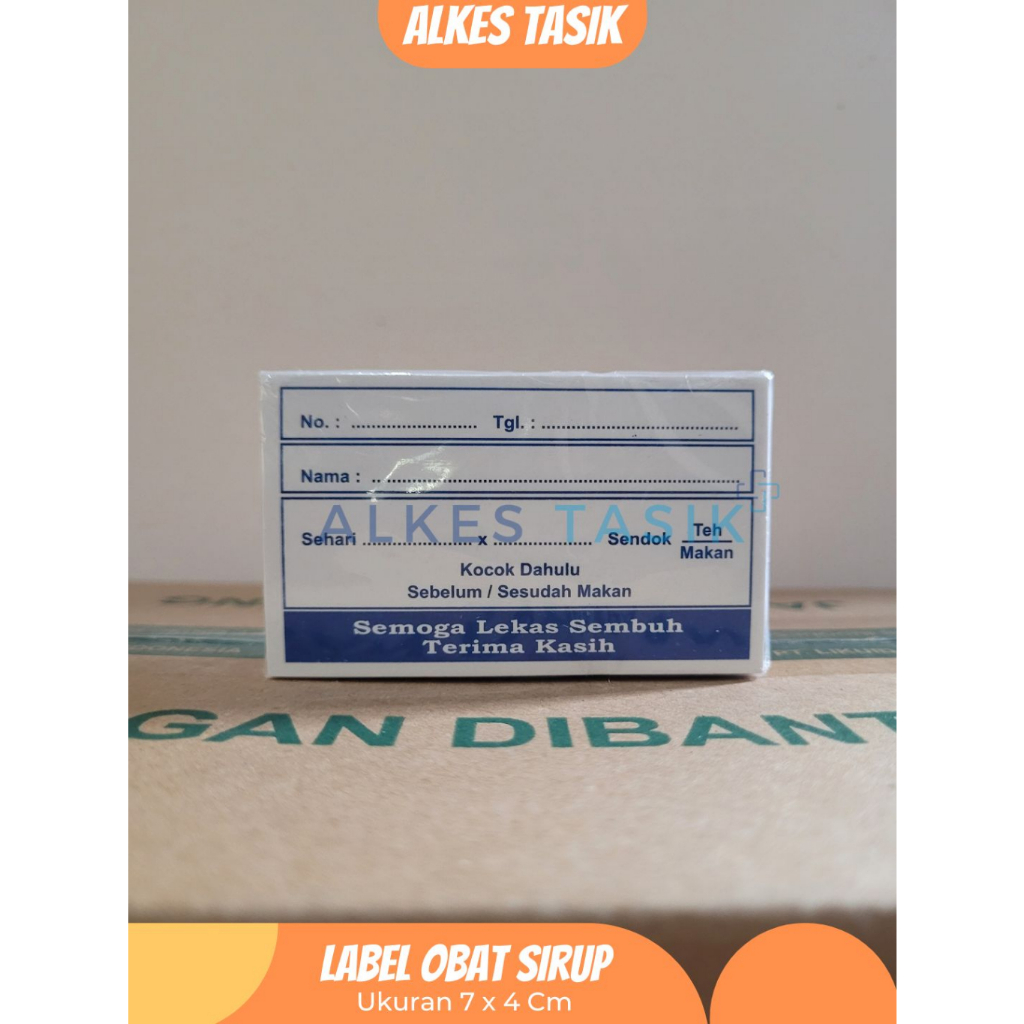 ALKES TASIK
No. : .......................... Tgl. : ........................................
Nama : ............................................................................
ALKES TASIK
Sehari ...................... x .................... Sendok Teh
Makan
Kocok Dahulu
Sebelum / Sesudah Makan
Semoga Lekas Sembuh
Terima Kasih
GAN DIBANT
LABEL OBAT SIRUP
Ukuran 7 x 4 Cm